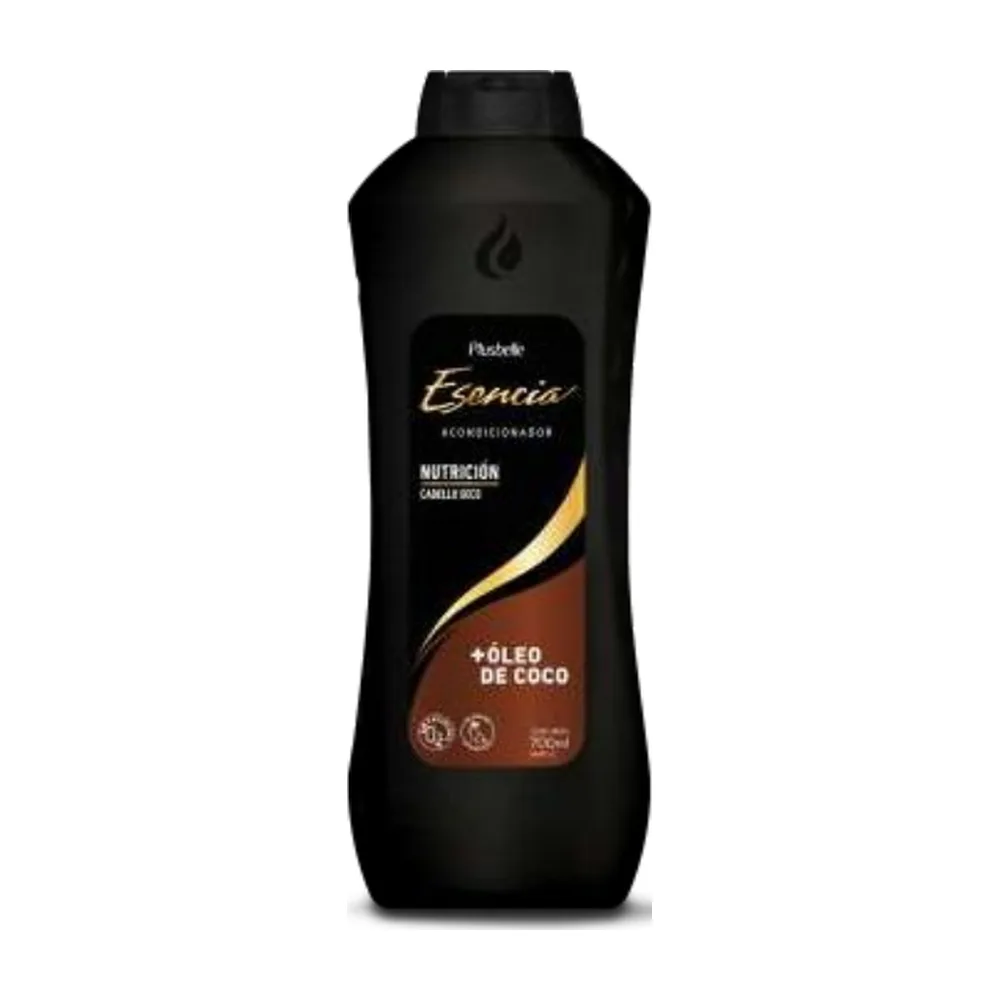 Plusbelle
Esencia
ACONDICIONADOR
NUTRICIÓN
CABELLO SECO
+ÓLEO
DE COCO
700ml